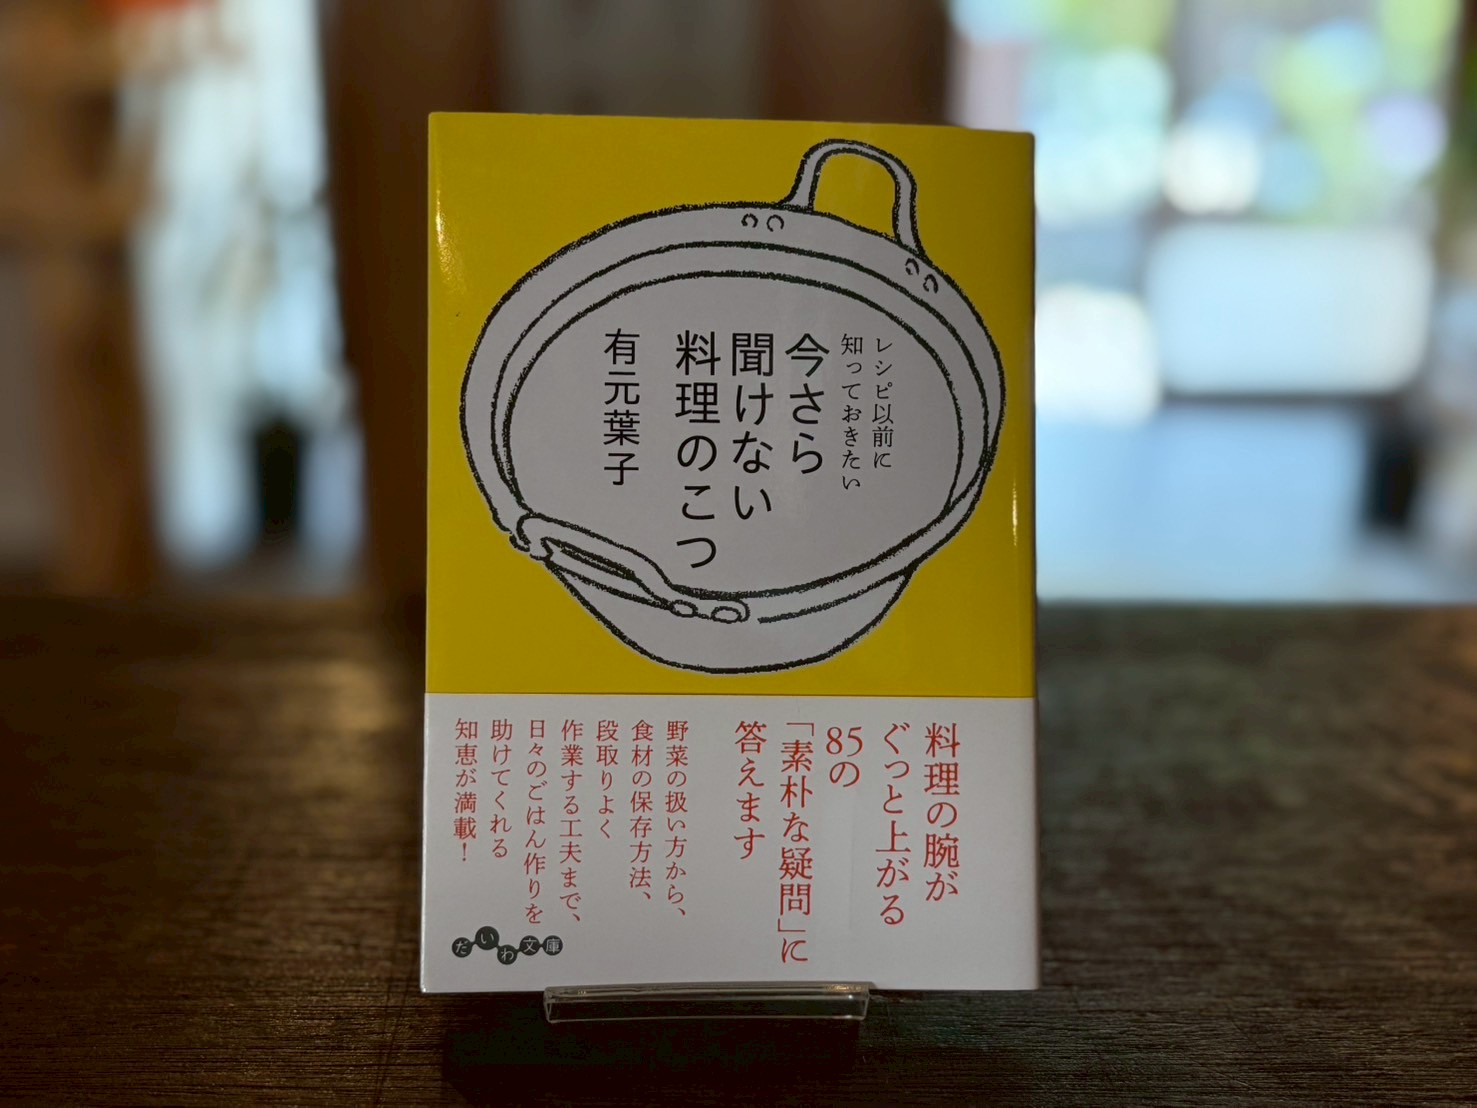 レシピ以前に
知っておきたい
今さら
聞けない
料理のこつ
有元葉子
料理の腕が
ぐっと上がる
85の
「素朴な疑問」に
答えます
野菜の扱い方から、
食材の保存方法、
段取りよく
作業する工夫まで、
日々のごはん作りを
助けてくれる
知恵が満載！
だいわ文庫